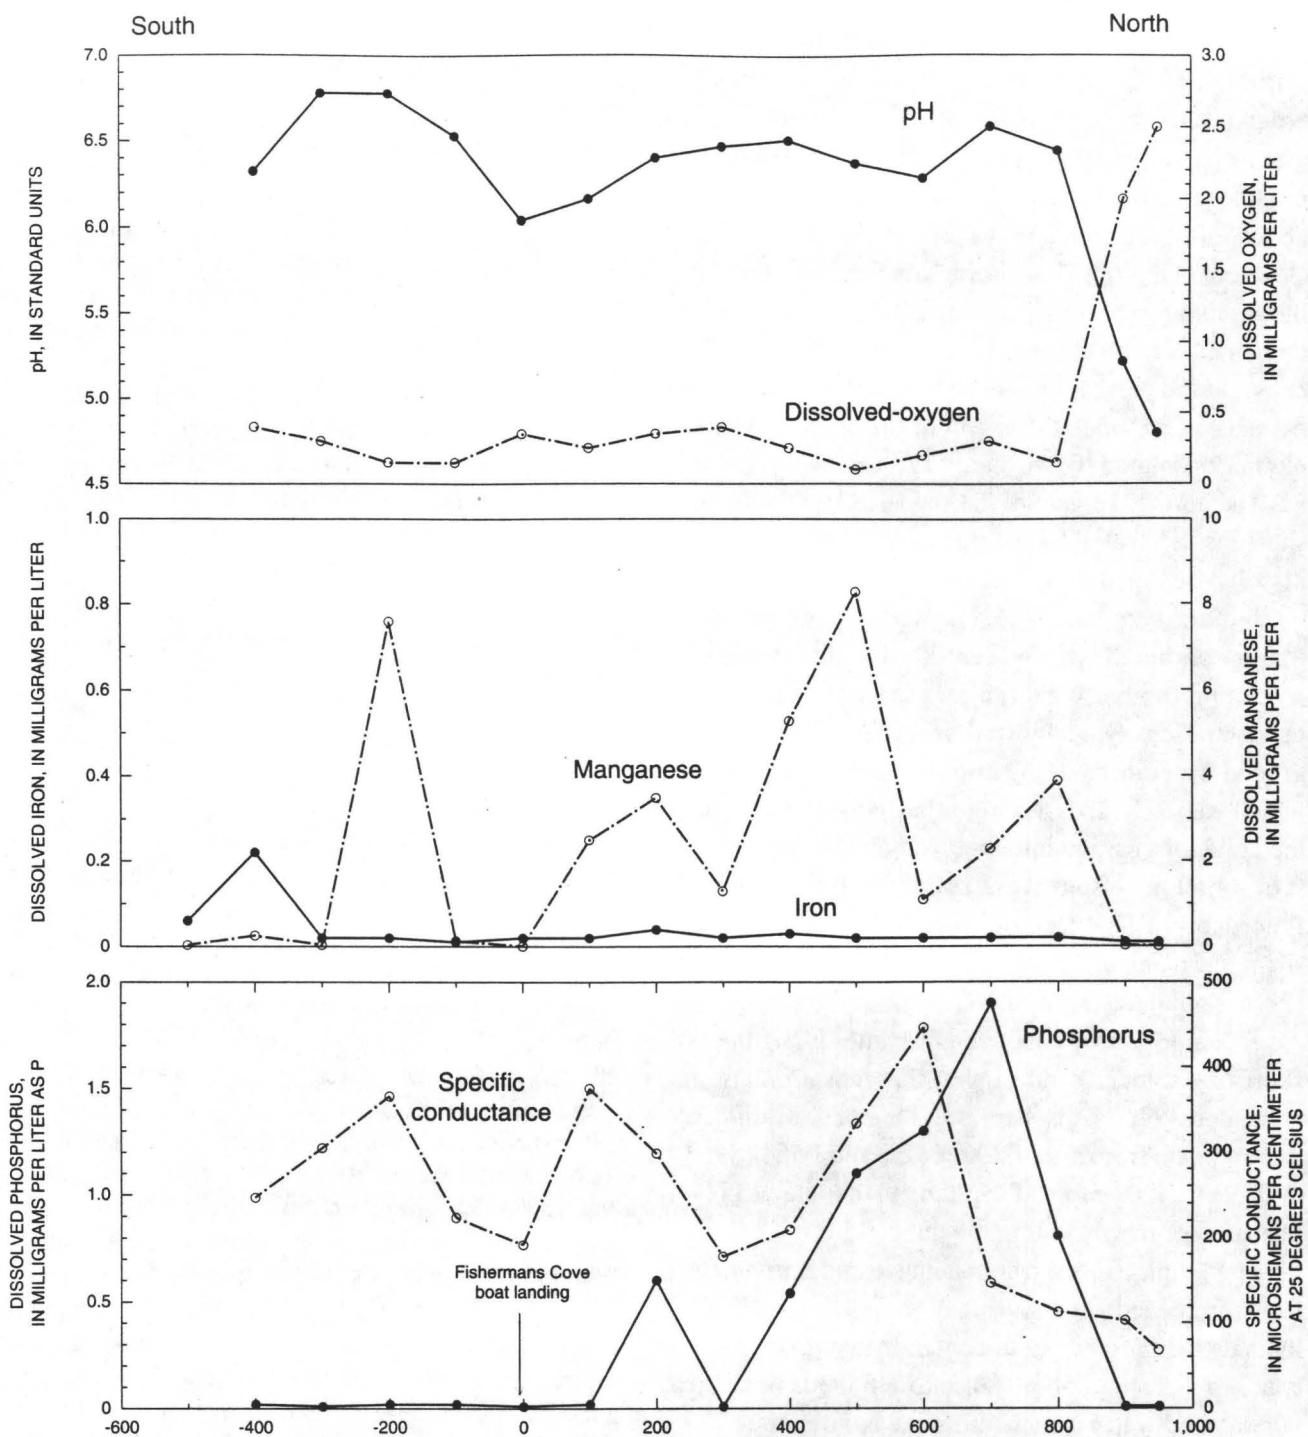 South
North
7.0
6.5
6.0
5.5
5.0
4.5
pH, IN STANDARD UNITS
pH
Dissolved-oxygen
3.0
2.5
2.0
1.5
1.0
0.5
0
DISSOLVED OXYGEN,
IN MILLIGRAMS PER LITER
1.0
0.8
0.6
0.4
0.2
0
DISSOLVED IRON, IN MILLIGRAMS PER LITER
Manganese
Iron
10
8
6
4
2
0
DISSOLVED MANGANESE,
IN MILLIGRAMS PER LITER
2.0
1.5
1.0
0.5
0
DISSOLVED PHOSPHORUS,
IN MILLIGRAMS PER LITER AS P
Specific
conductance
Phosphorus
Fishermans Cove
boat landing
500
400
300
200
100
0
SPECIFIC CONDUCTANCE,
IN MICROSIEMENS PER CENTIMETER
AT 25 DEGREES CELSIUS
-600 -400 -200 0 200 400 600 800 1,000